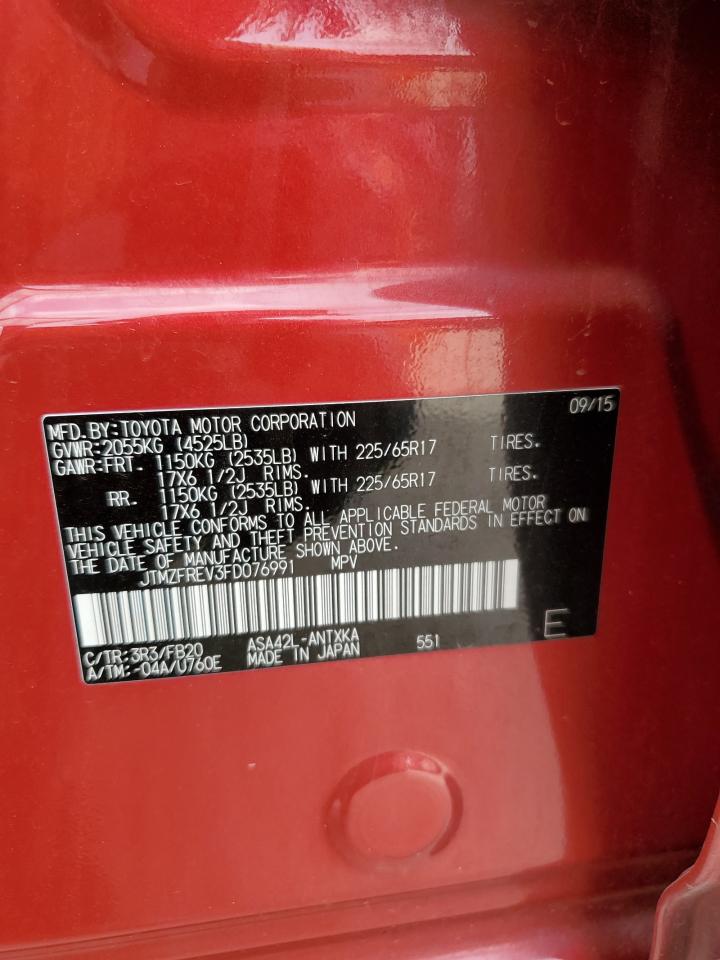 MFD.BY:TOYOTA MOTOR CORPORATION 09/15
GVWR:2055KG (4525LB)
GAWR:FRT. 1150KG (2535LB) WITH 225/65R17 TIRES.
17X6 1/2J RIMS.
RR. 1150KG (2535LB) WITH 225/65R17 TIRES.
17X6 1/2J RIMS.
THIS VEHICLE CONFORMS TO ALL APPLICABLE FEDERAL MOTOR
VEHICLE SAFETY AND THEFT PREVENTION STANDARDS IN EFFECT ON
THE DATE OF MANUFACTURE SHOWN ABOVE.
JTMZFREV3FD076991 MPV
C/TR:3R3/FB20 ASA42L-ANTXKA 551 E
A/TM:-04A/U760E MADE IN JAPAN